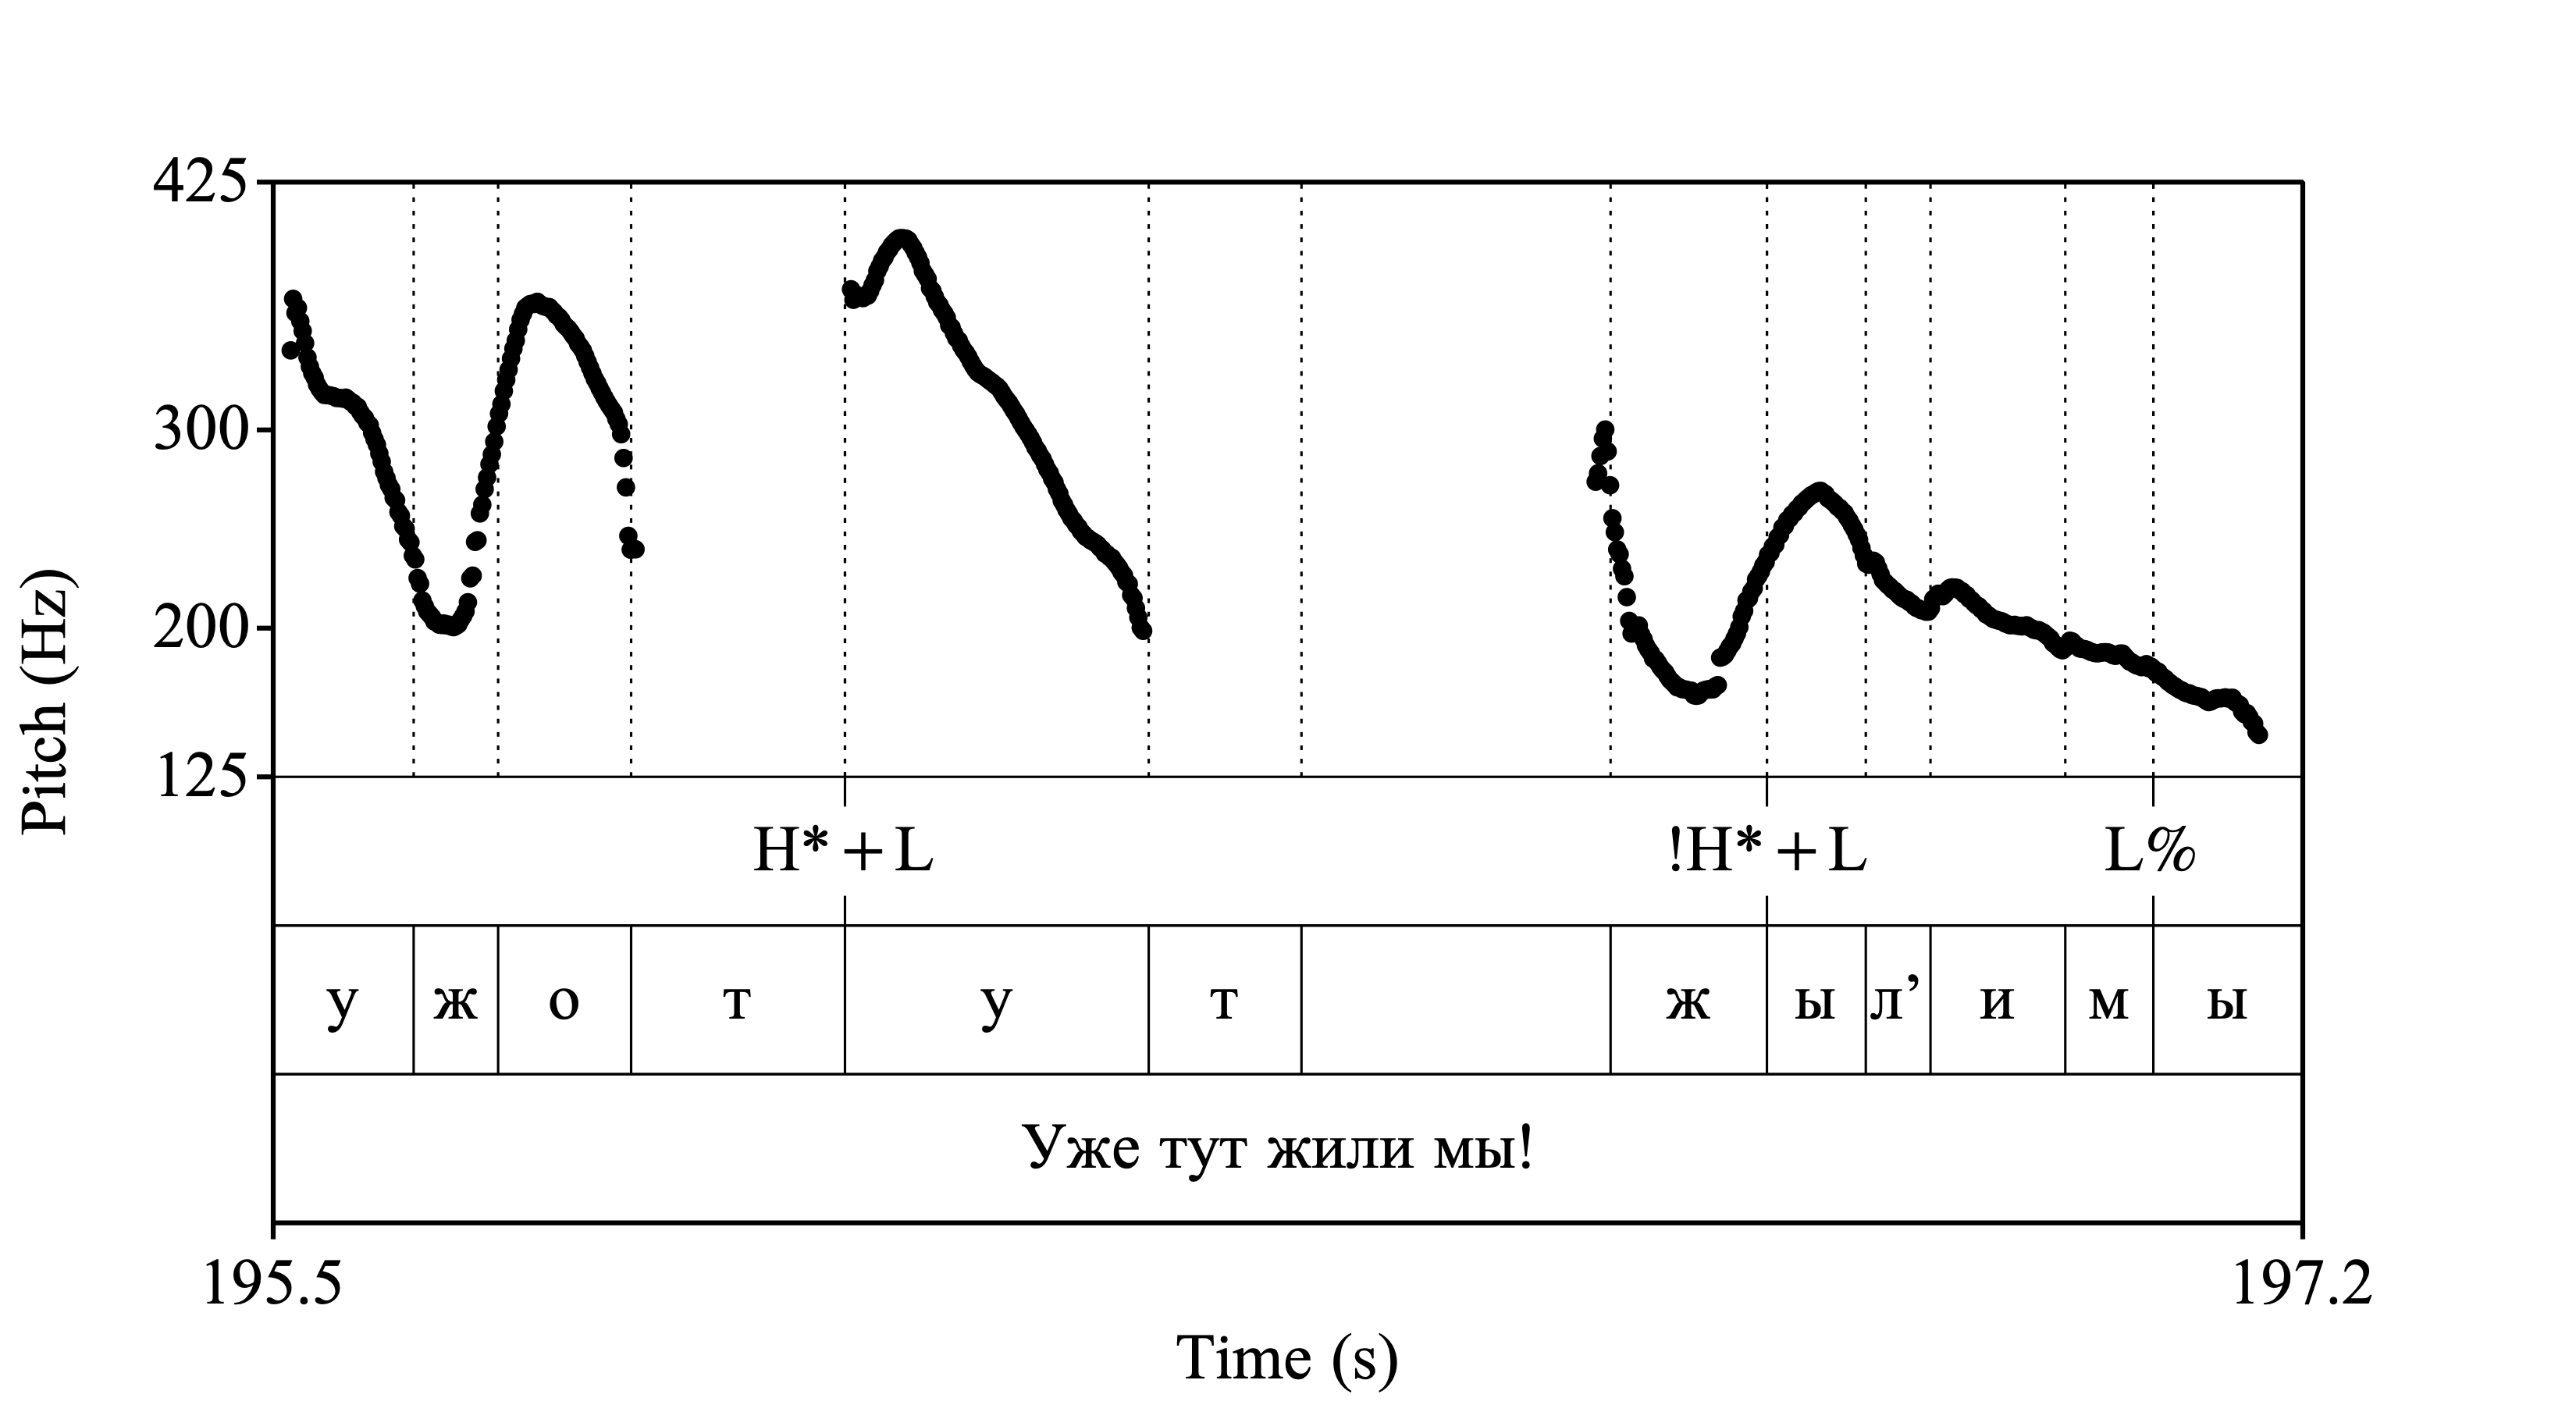 425
300
200
125
Pitch (Hz)
H* + L !H* + L L%
у ж о т у т ж ы л’ и м ы
Уже тут жили мы!
195.5 197.2
Time (s)